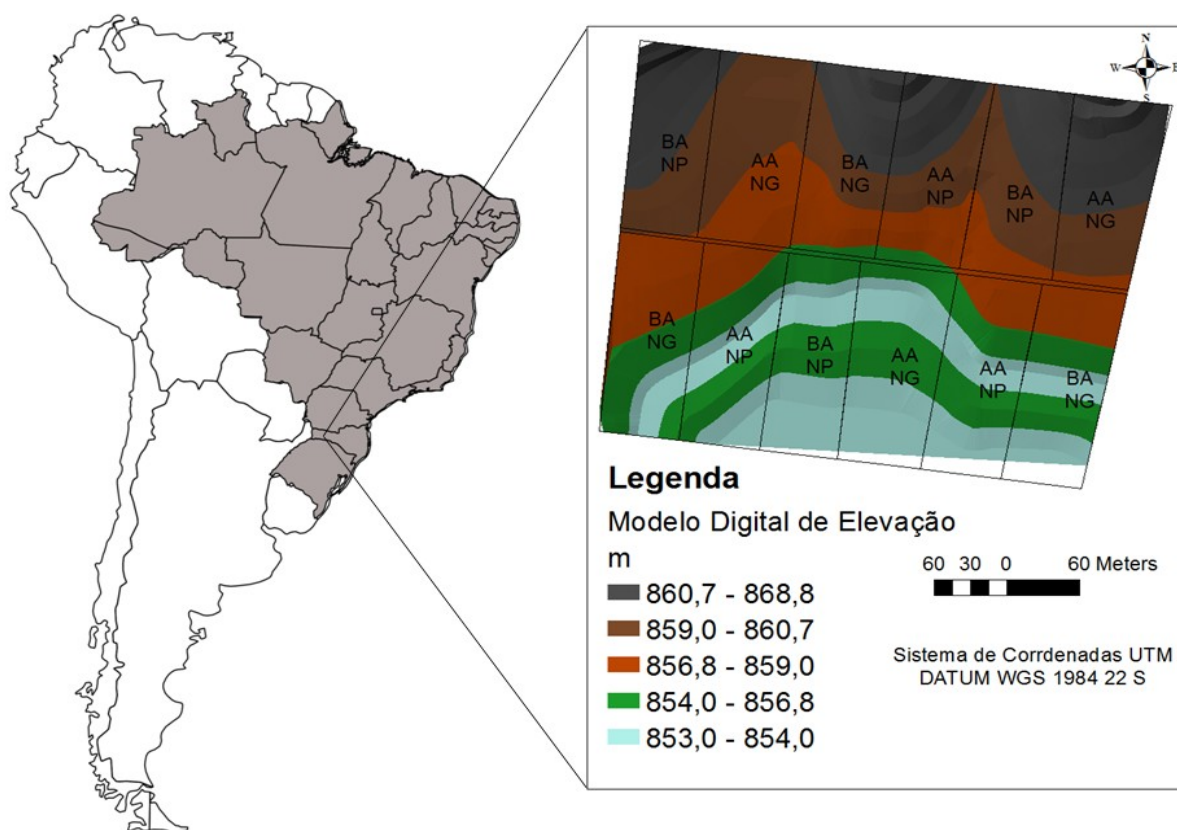 N
W E
S
BA
NP
AA
NG
BA
NG
AA
NP
BA
NP
AA
NG
BA
NG
AA
NP
BA
NP
AA
NG
AA
NP
BA
NG
Legenda
Modelo Digital de Elevação
m
860,7 - 868,8
859,0 - 860,7
856,8 - 859,0
854,0 - 856,8
853,0 - 854,0
60 30 0 60 Meters
Sistema de Corrdenadas UTM
DATUM WGS 1984 22 S